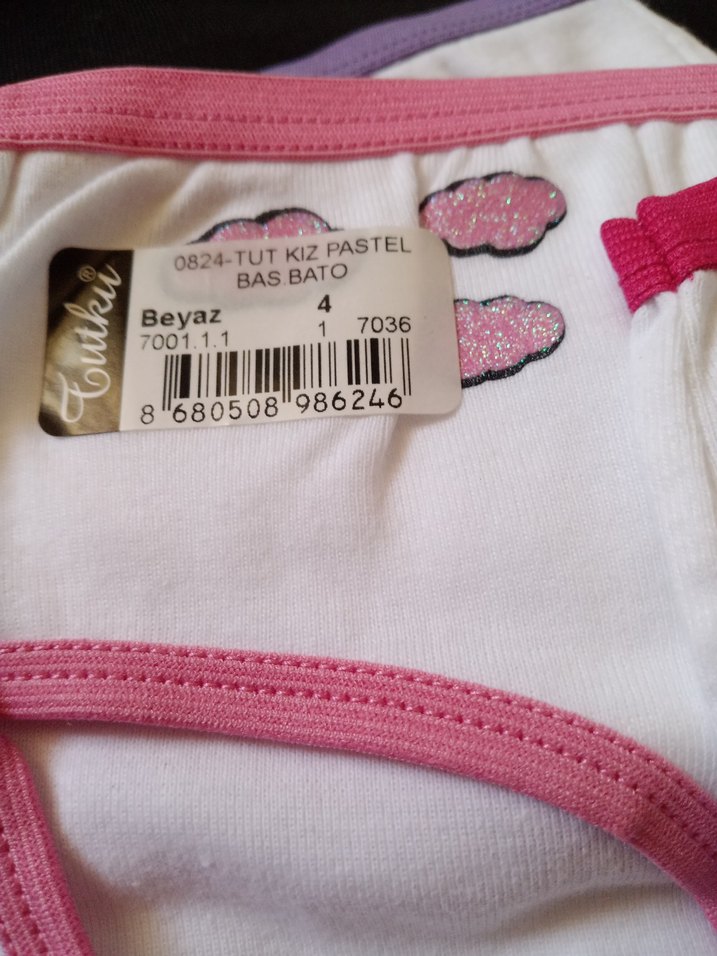 Tutku®
0824-TUT KIZ PASTEL
BAS.BATO
Beyaz 4
7001.1.1 1 7036
8 680508 986246